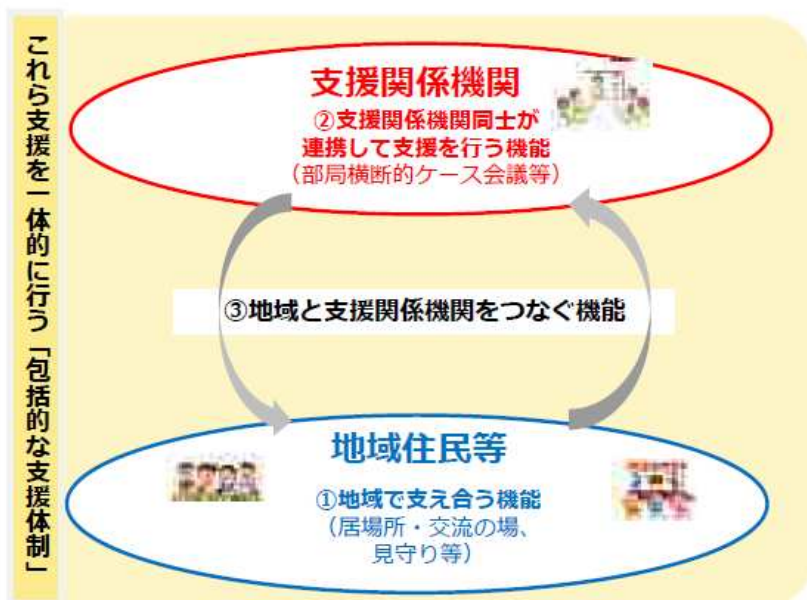 これら支援を一体的に行う「包括的な支援体制」
支援関係機関
②支援関係機関同士が
連携して支援を行う機能
（部局横断的ケース会議等）
③地域と支援関係機関をつなぐ機能
地域住民等
①地域で支え合う機能
（居場所・交流の場、
見守り等）